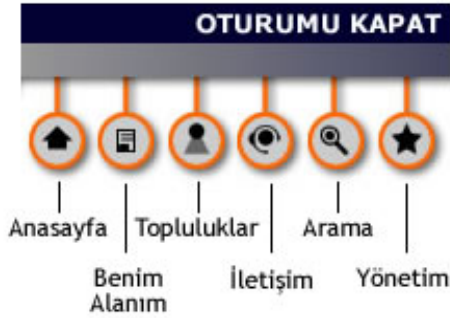 OTURUMU KAPAT
Anasayfa
Topluluklar
Arama
Benim
Alanım
İletişim
Yönetim